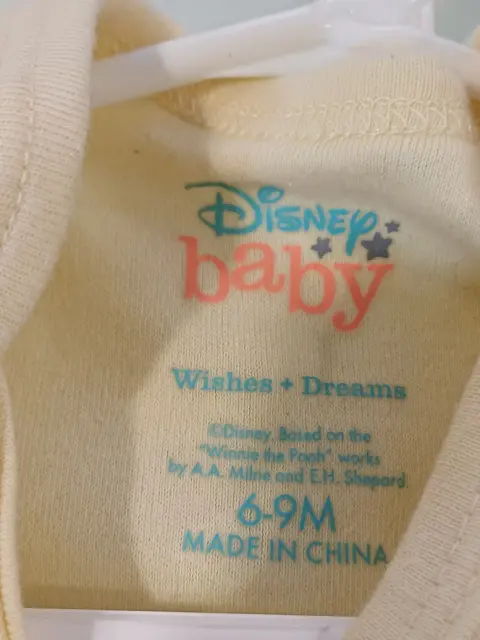 Disney
baby
Wishes + Dreams
©Disney. Based on the
"Winnie the Pooh" works
by A.A. Milne and E.H. Shepard.
6-9M
MADE IN CHINA